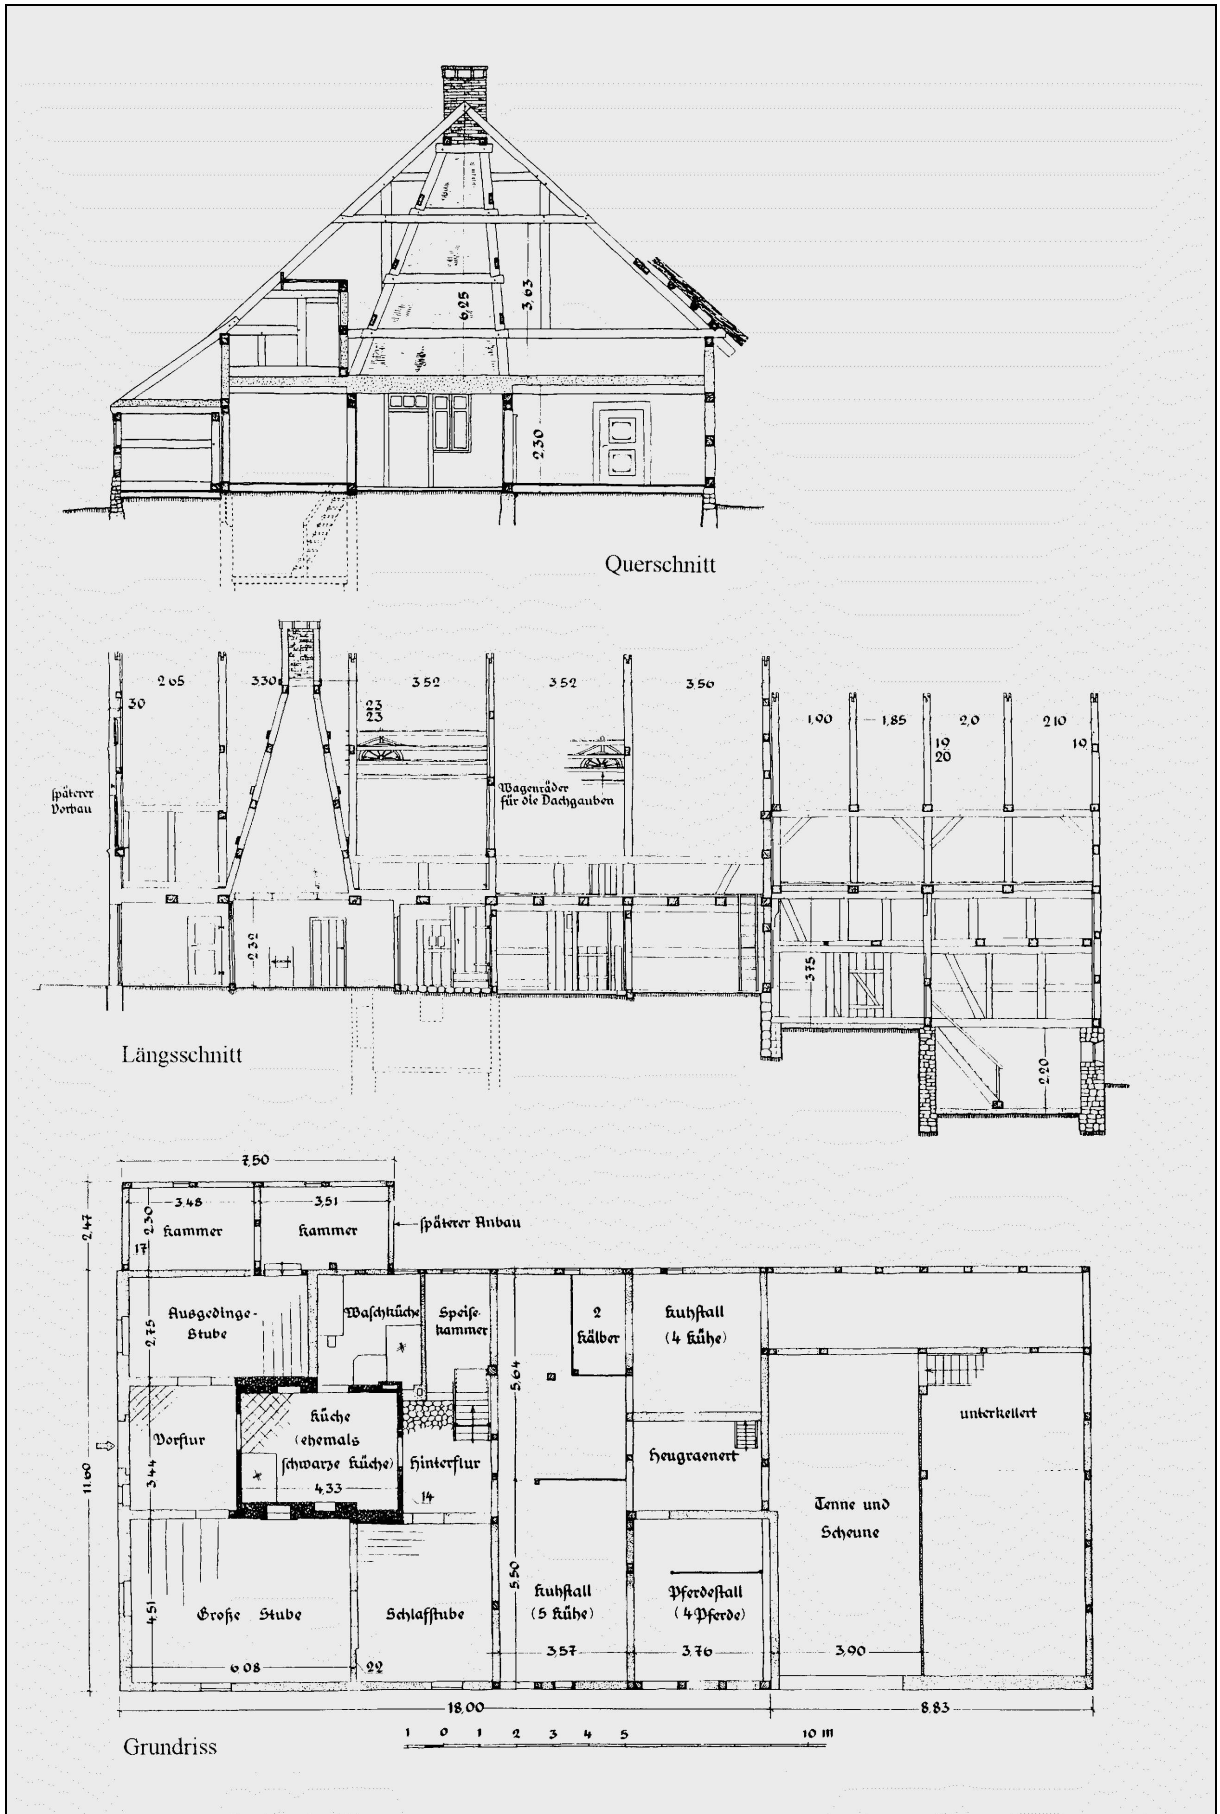 6,25
3,63
2,30
Querschnitt
2 65
3,30
3,52
3,52
3,56
30
23
23
1,90
1,85
2,0
2,10
19
20
19
späterer
Vorbau
Wagenräder
für die Dachgauben
2,32
3,75
2,20
Längsschnitt
7,50
3,48
3,51
Kammer
Kammer
2,30
17
2,47
späterer Anbau
Ausgedinge-
Stube
Waschküche
Speise-
kammer
2
Kälber
Kuhstall
(4 Kühe)
2,75
5,64
Vorflur
Küche
(ehemals
schwarze Küche)
4,33
Hinterflur
14
Heugraenert
unterkellert
3,44
11,60
Tenne und
Scheune
Große Stube
Schlafstube
Kuhstall
(5 Kühe)
Pferdestall
(4 Pferde)
4,51
5,50
6,08
22
3,57
3,76
3,90
18,00
8,83
1 0 1 2 3 4 5 10 m
Grundriss